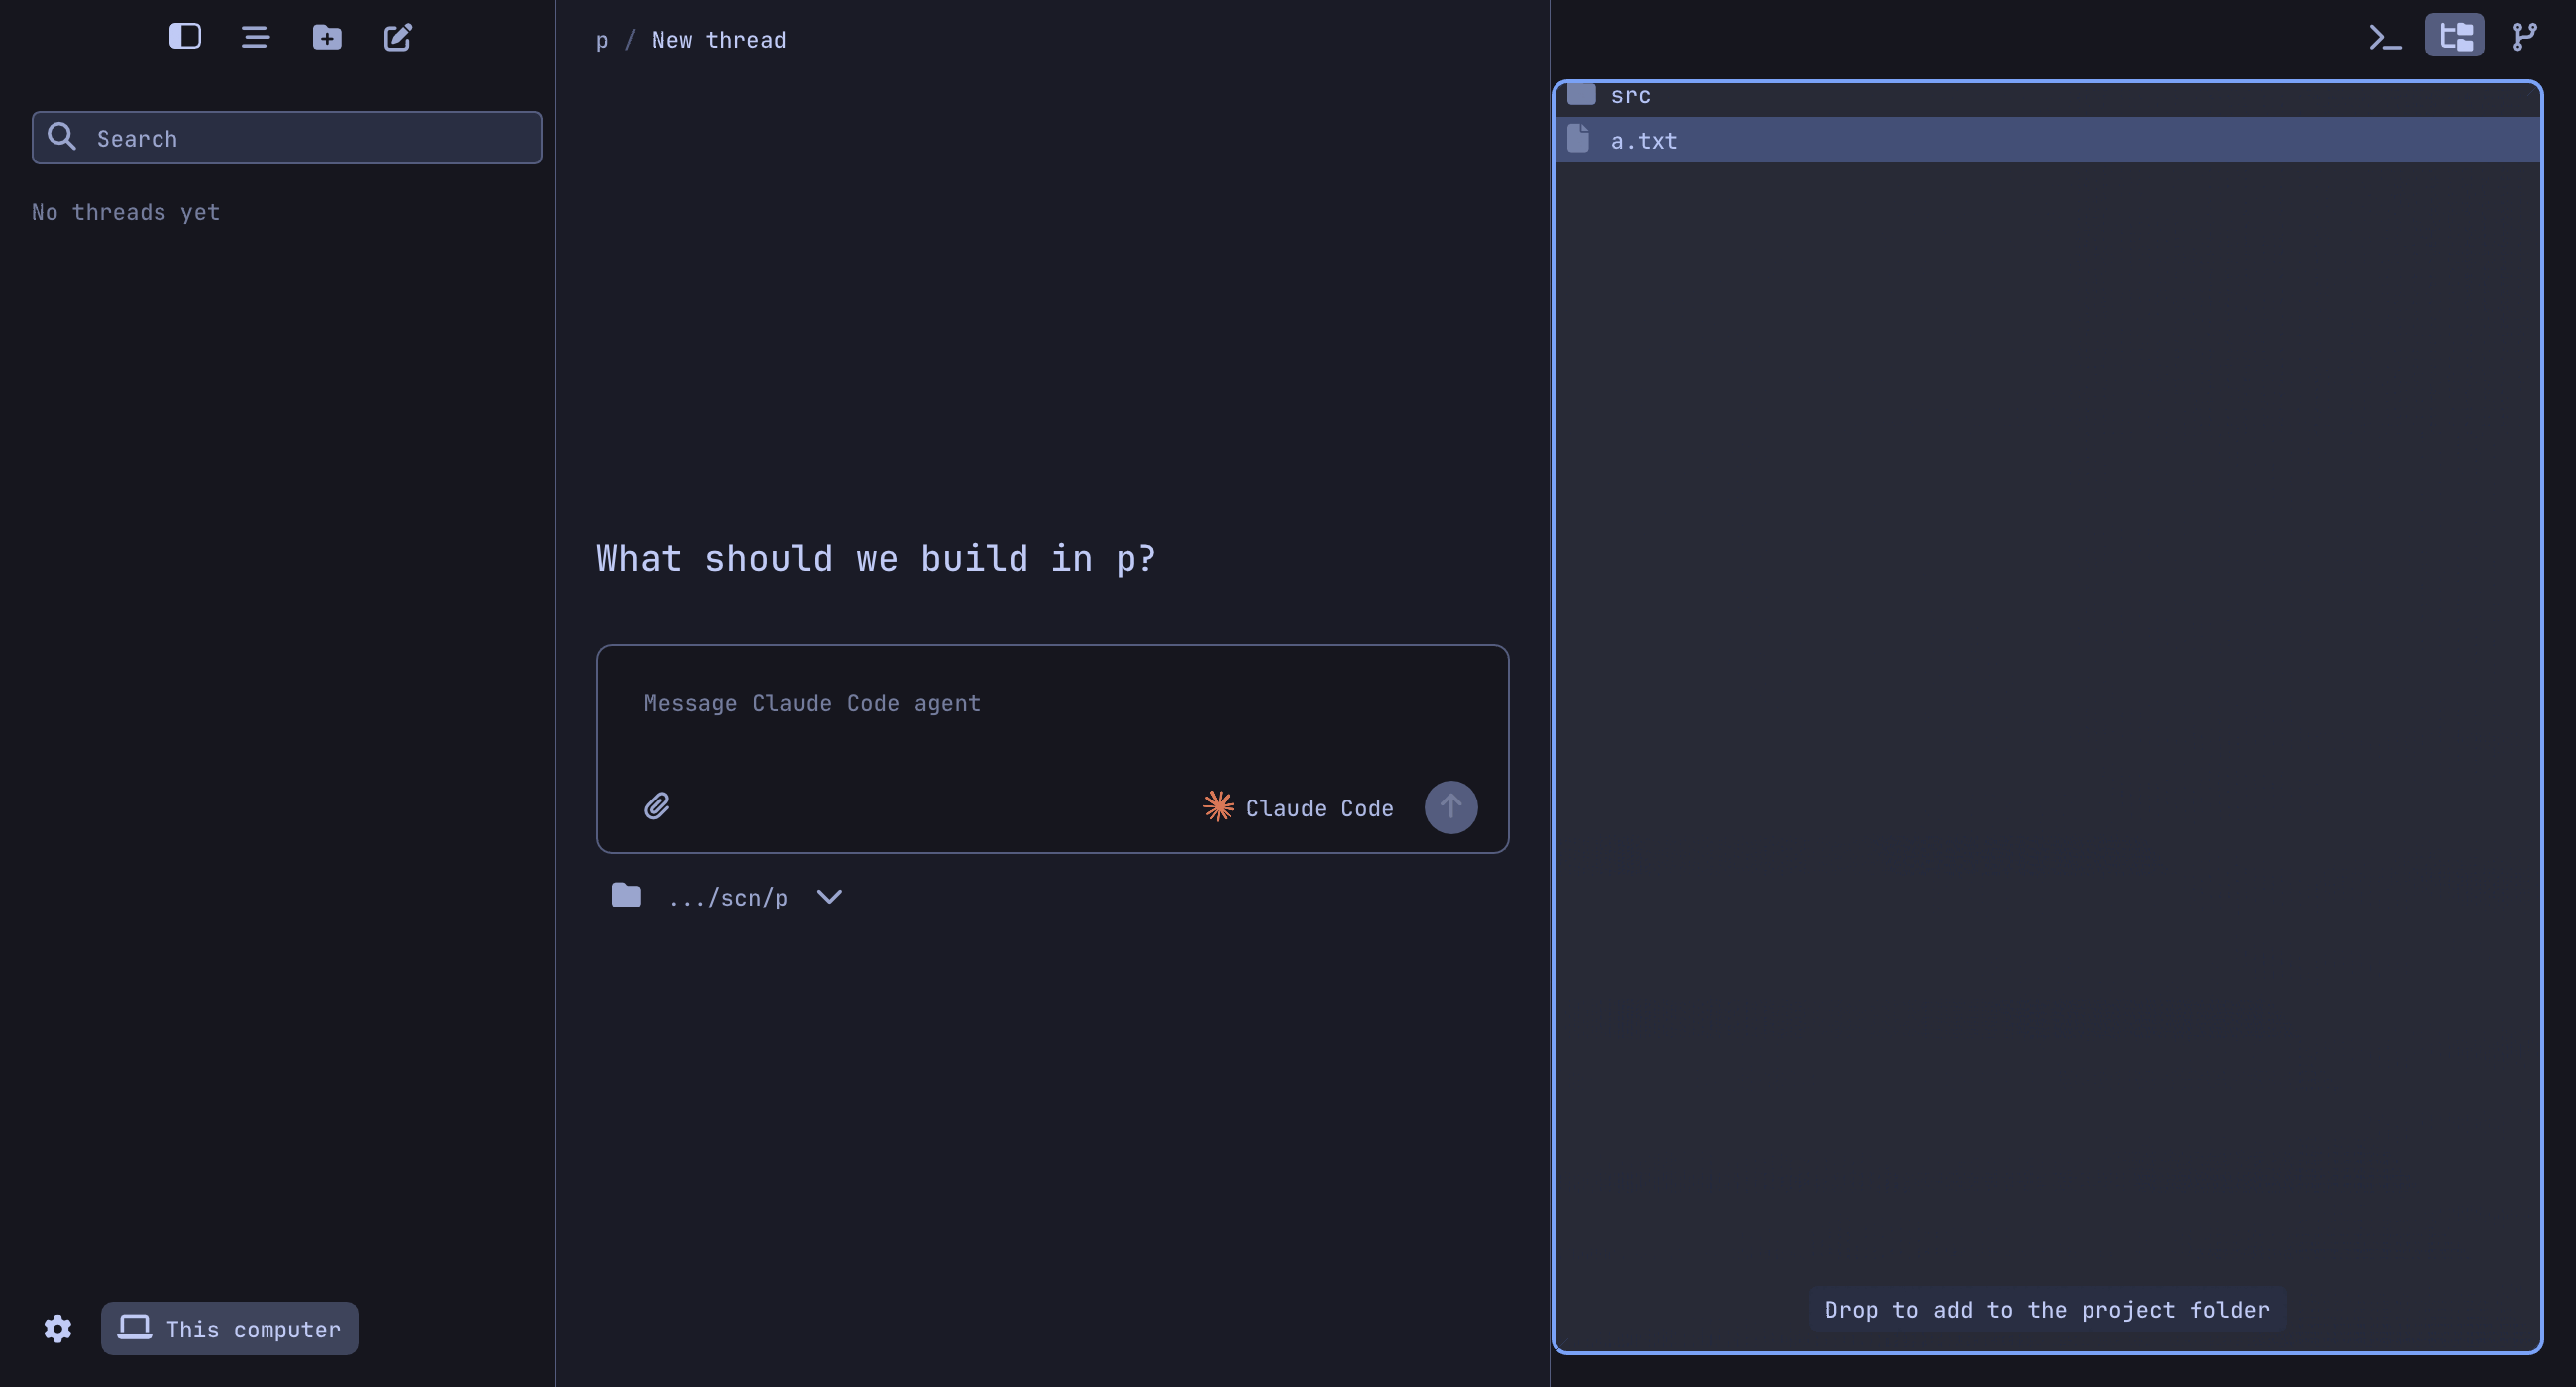 p / New thread
Search
No threads yet
What should we build in p?
Message Claude Code agent
Claude Code
.../scn/p
This computer
src
a.txt
Drop to add to the project folder